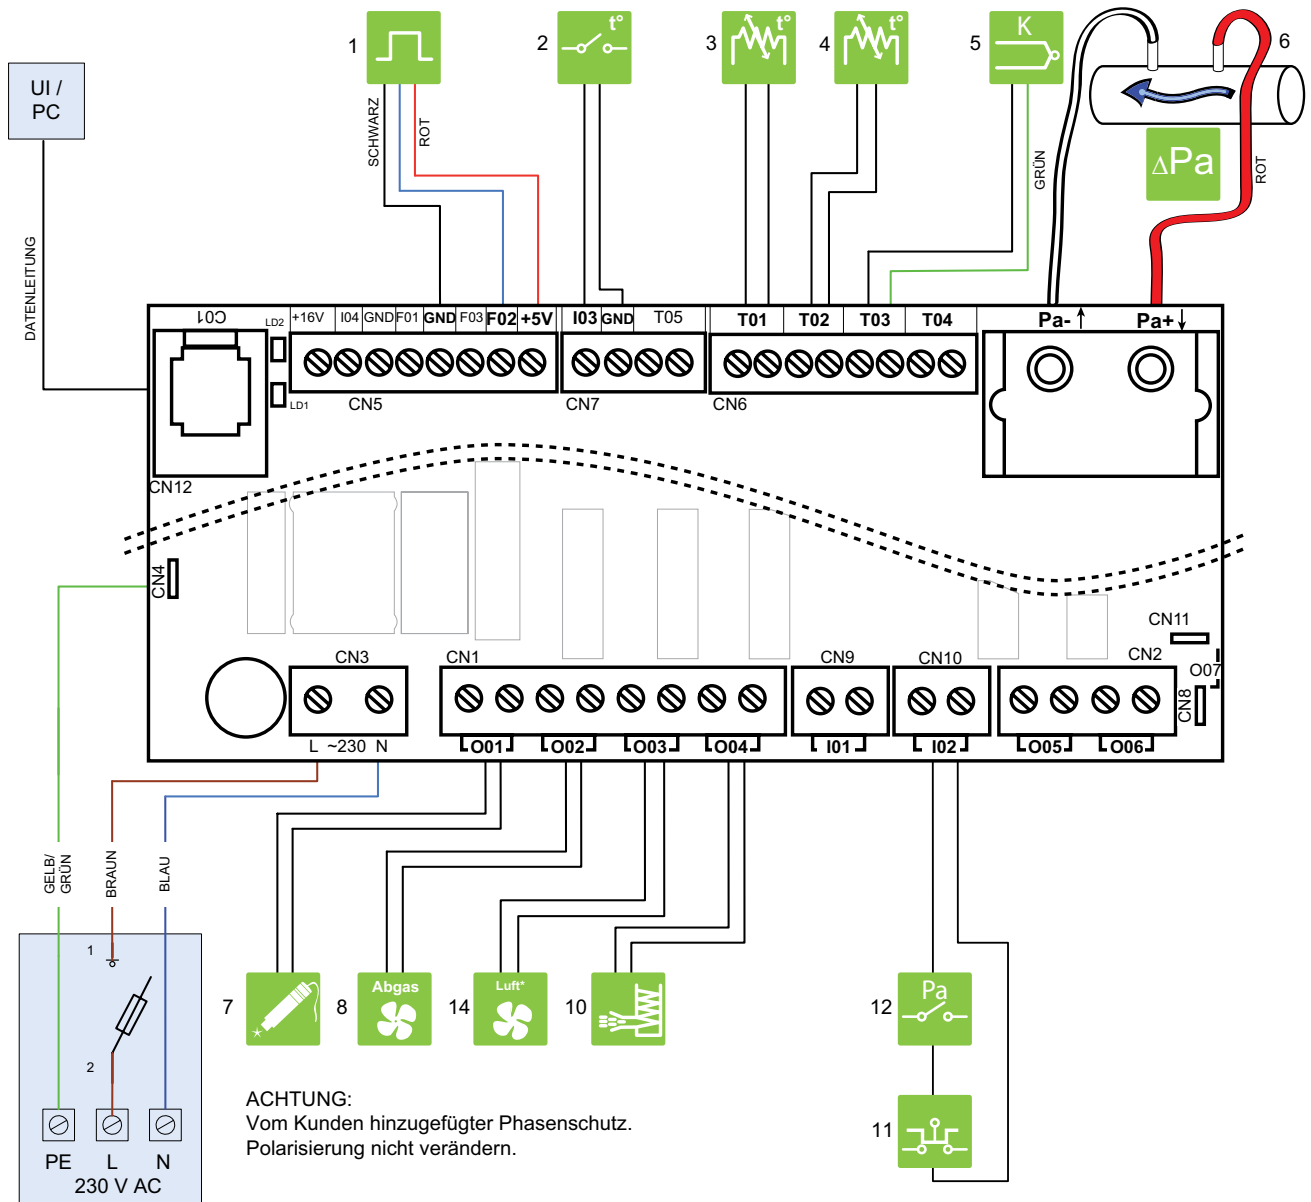 1
2
t°
3
t°
4
t°
5
K
6
UI /
PC
SCHWARZ
ROT
GRÜN
ΔPa
ROT
DATENLEITUNG
C01
LD2
+16V
I04
GND
F01
GND
F03
F02
+5V
I03
GND
T05
T01
T02
T03
T04
Pa-
Pa+
LD1
CN5
CN7
CN6
CN12
CN4
CN11
CN3
CN1
CN9
CN10
CN2
O07
CN8
L ~230 N
O01
O02
O03
O04
I01
I02
O05
O06
GELB/
GRÜN
BRAUN
BLAU
1
2
7
8
Abgas
14
Luft*
10
12
Pa
11
PE
L
N
230 V AC
ACHTUNG:
Vom Kunden hinzugefügter Phasenschutz.
Polarisierung nicht verändern.